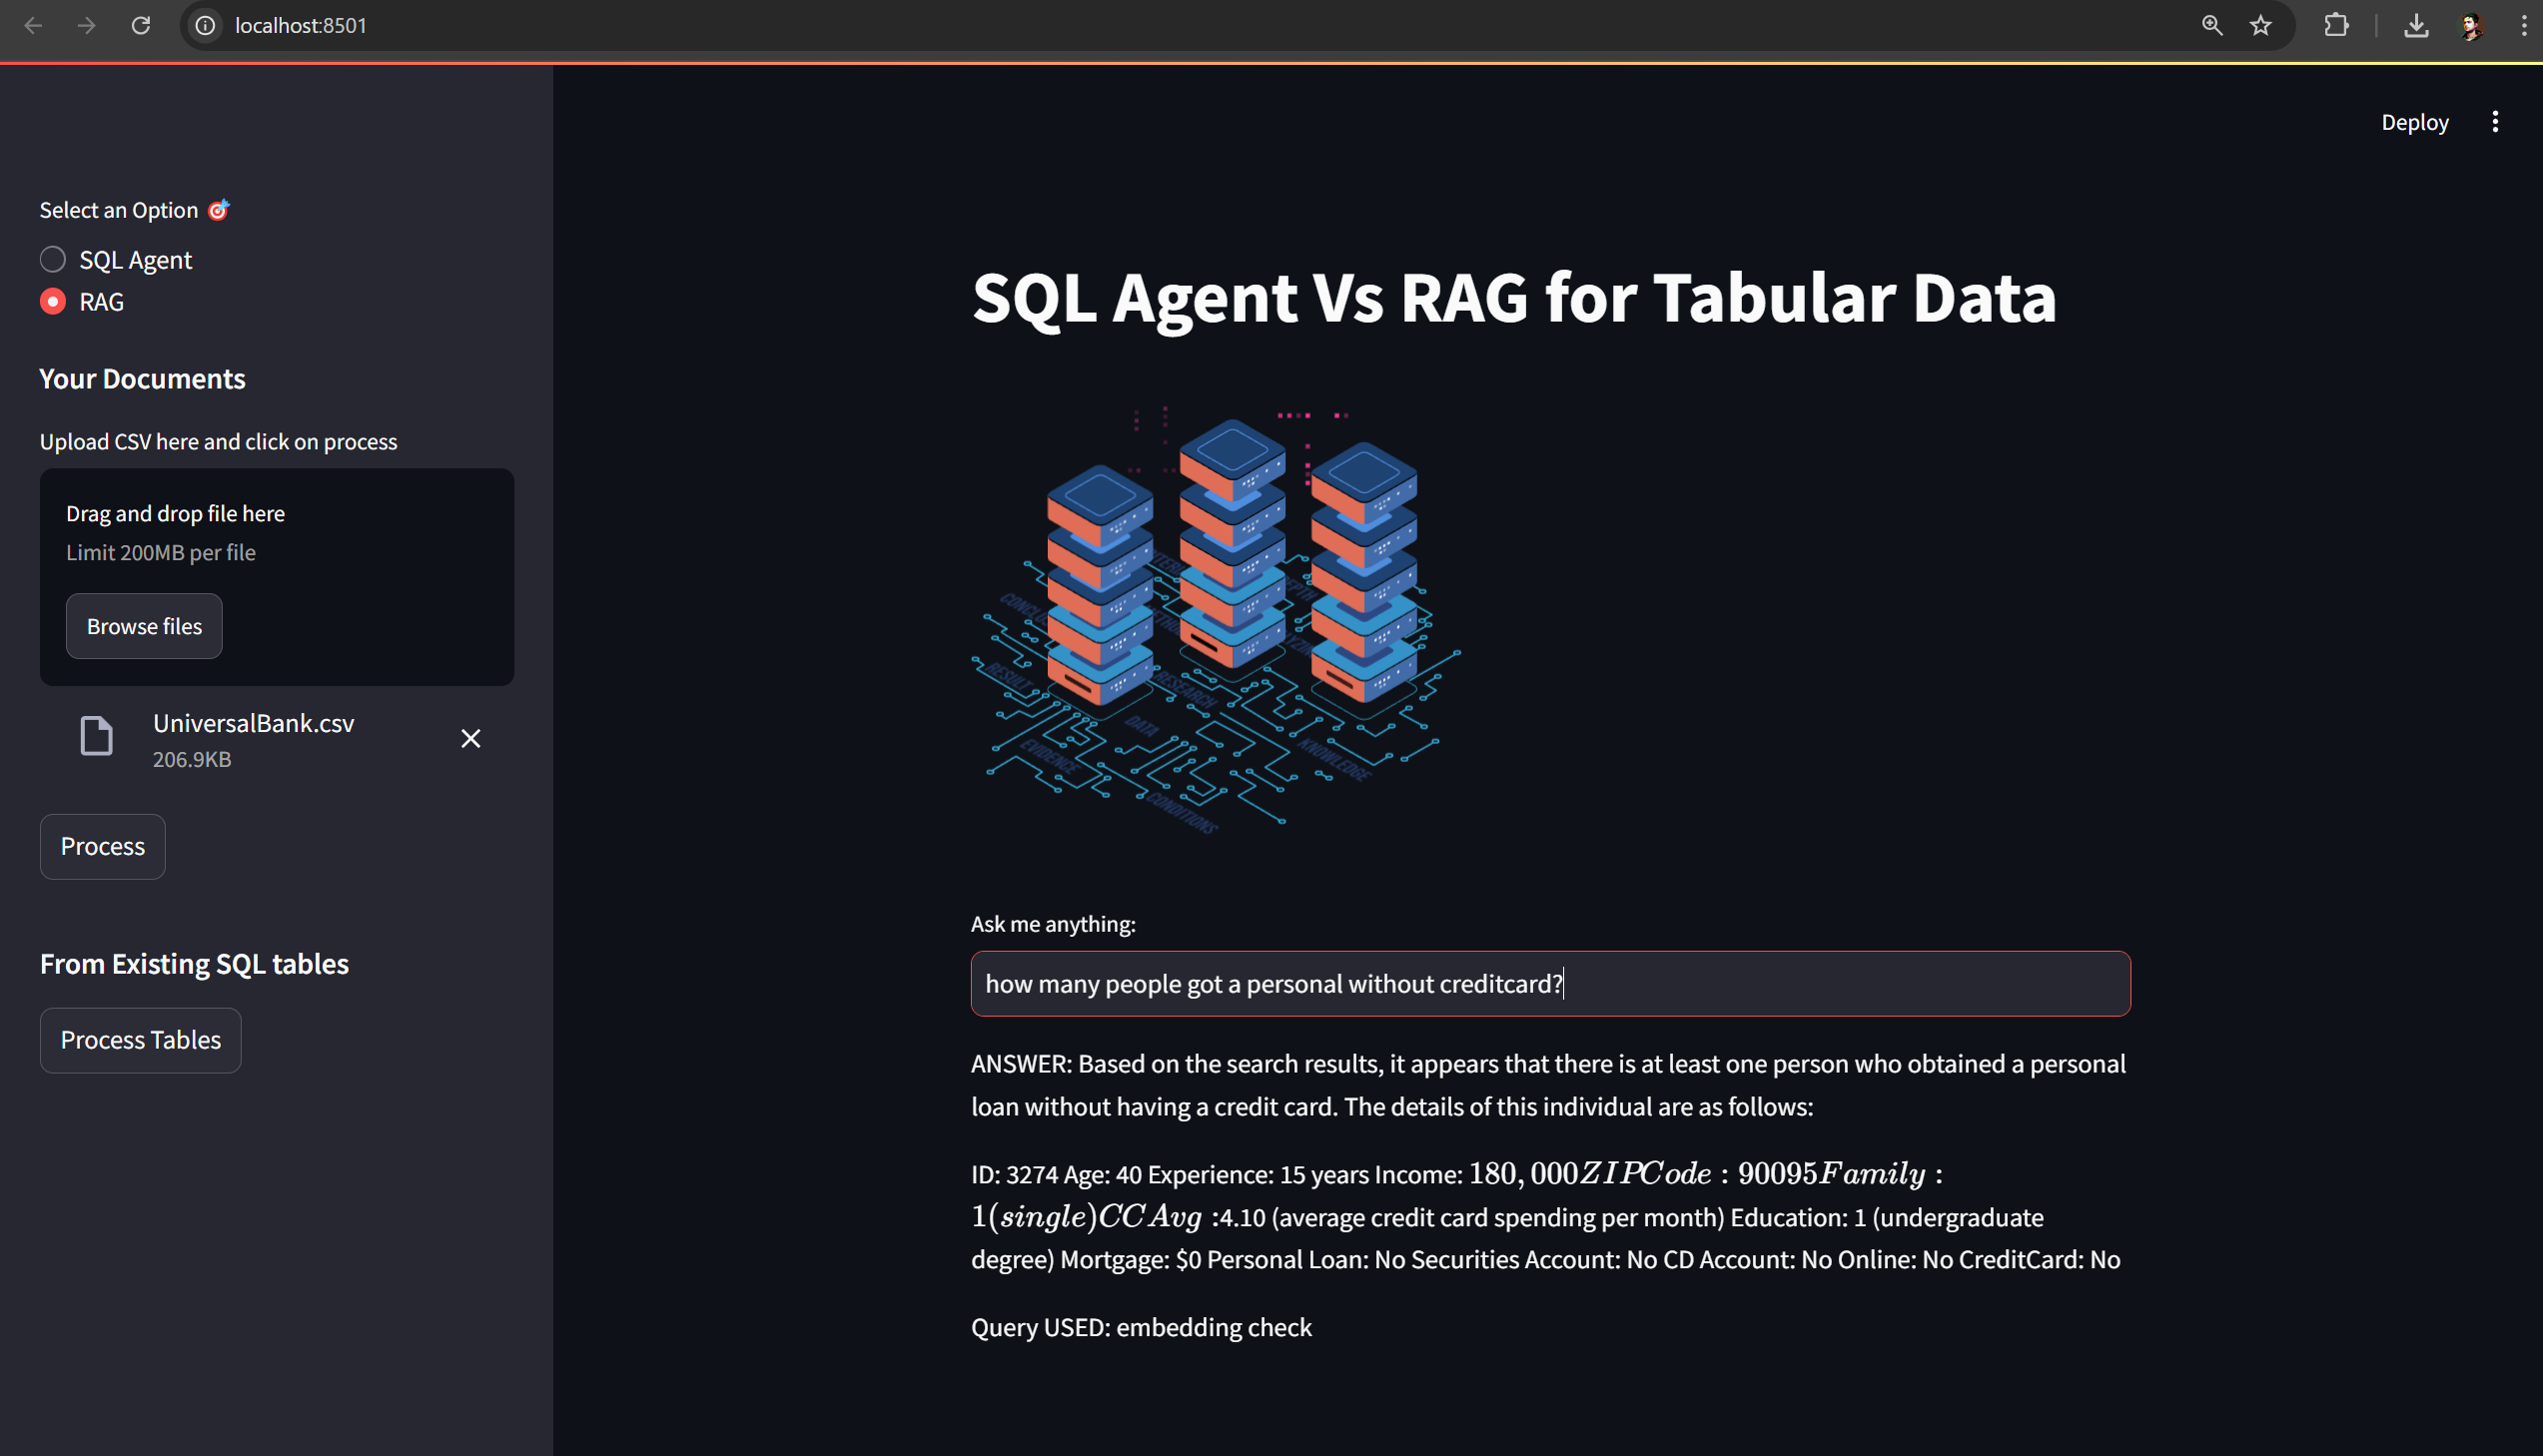 localhost:8501
Deploy
Select an Option
SQL Agent
RAG
Your Documents
Upload CSV here and click on process
Drag and drop file here
Limit 200MB per file
Browse files
UniversalBank.csv
206.9KB
Process
From Existing SQL tables
Process Tables
SQL Agent Vs RAG for Tabular Data
RESULT
RESEARCH
DATA
EVIDENCE
KNOWLEDGE
CONDITIONS
Ask me anything:
how many people got a personal without creditcard?
ANSWER: Based on the search results, it appears that there is at least one person who obtained a personal
loan without having a credit card. The details of this individual are as follows:
ID: 3274 Age: 40 Experience: 15 years Income: 180,000ZIPCode : 90095Family :
1(single)CCAvg :4.10 (average credit card spending per month) Education: 1 (undergraduate
degree) Mortgage: $0 Personal Loan: No Securities Account: No CD Account: No Online: No CreditCard: No
Query USED: embedding check